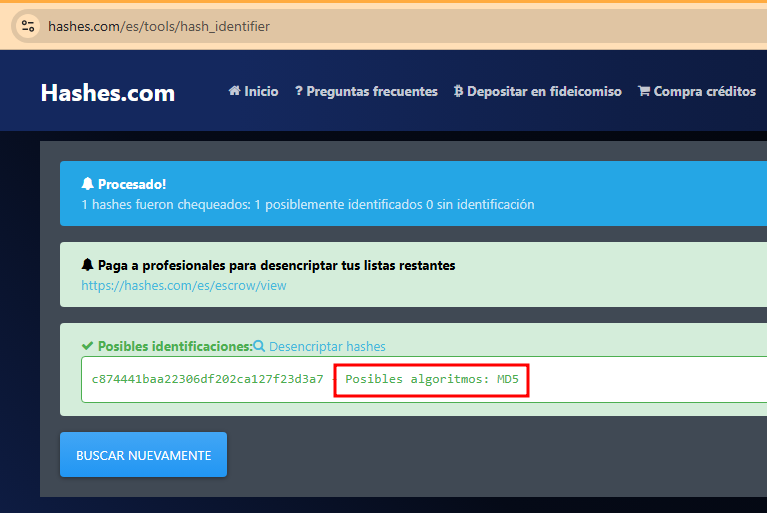 hashes.com/es/tools/hash_identifier
Hashes.com Inicio ? Preguntas frecuentes Depositar en fideicomiso Compra créditos
Procesado!
1 hashes fueron chequeados: 1 posiblemente identificados 0 sin identificación
Paga a profesionales para desencriptar tus listas restantes
https://hashes.com/es/escrow/view
Posibles identificaciones: Desencriptar hashes
c874441baa22306df202ca127f23d3a7 - Posibles algoritmos: MD5
BUSCAR NUEVAMENTE